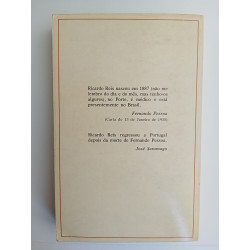 Ricardo Reis nasceu em 1887 (não me
lembro do dia e do mês, mas tenho-os
algures), no Porto, é médico e está
presentemente no Brasil.
Fernando Pessoa
(Carta de 13 de Janeiro de 1935)
Ricardo Reis regressou a Portugal
depois da morte de Fernando Pessoa.
José Saramago